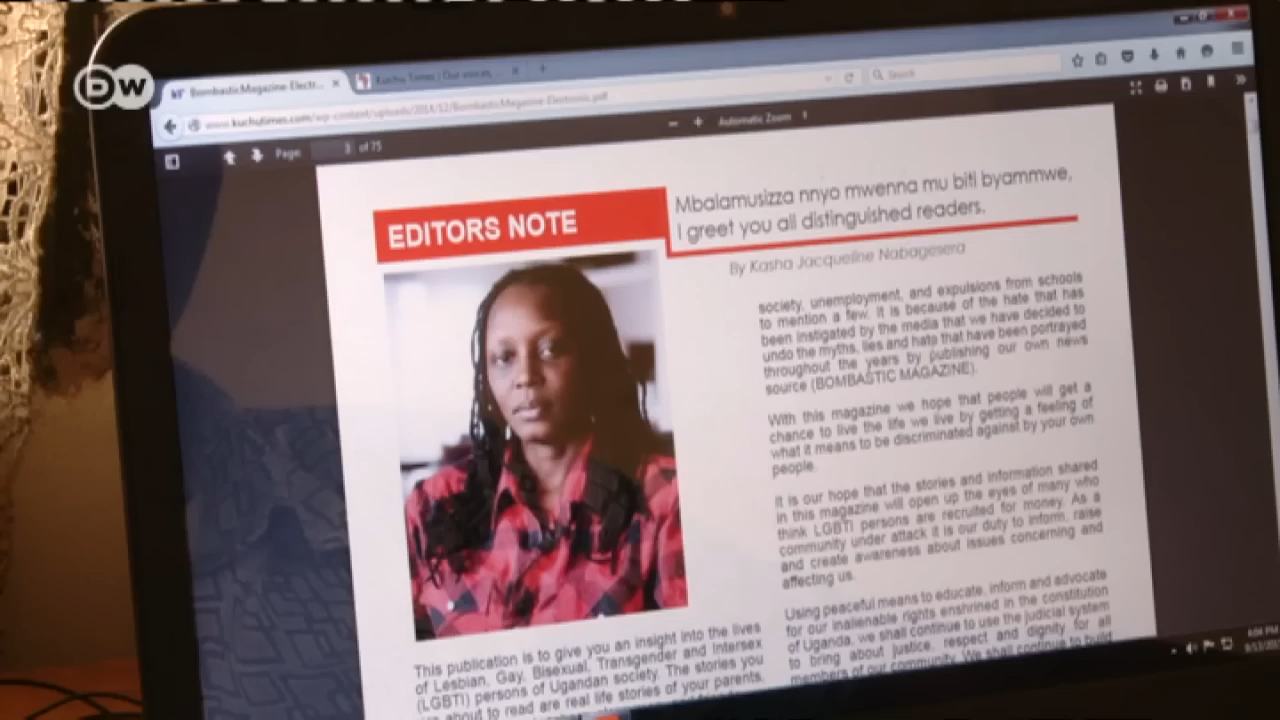 DW
BombasticMagazine-Electr...
Kuchu Times | Our voices, ...
www.kuchutimes.com/wp-content/uploads/2014/12/BombasticMagazine-Electronic.pdf
Search
Page:
3 of 75
Automatic Zoom
EDITORS NOTE
Mbalamusizza nnyo mwenna mu biti byammwe,
I greet you all distinguished readers.
By Kasha Jacqueline Nabagesera
This publication is to give you an insight into the lives
of Lesbian, Gay, Bisexual, Transgender and Intersex
(LGBTI) persons of Ugandan society. The stories you
about to read are real life stories of your parents,
society, unemployment, and expulsions from schools
to mention a few. It is because of the hate that has
been instigated by the media that we have decided to
undo the myths, lies and hate that have been portrayed
throughout the years by publishing our own news
source (BOMBASTIC MAGAZINE).
With this magazine we hope that people will get a
chance to live the life we live by getting a feeling of
what it means to be discriminated against by your own
people.
It is our hope that the stories and information shared
in this magazine will open up the eyes of many who
think LGBTI persons are recruited for money. As a
community under attack it is our duty to inform, raise
and create awareness about issues concerning and
affecting us.
Using peaceful means to educate, inform and advocate
for our inalienable rights enshrined in the constitution
of Uganda, we shall continue to use the judicial system
to bring about justice, respect and dignity for all
members of our community. We shall continue to build
4:04 PM